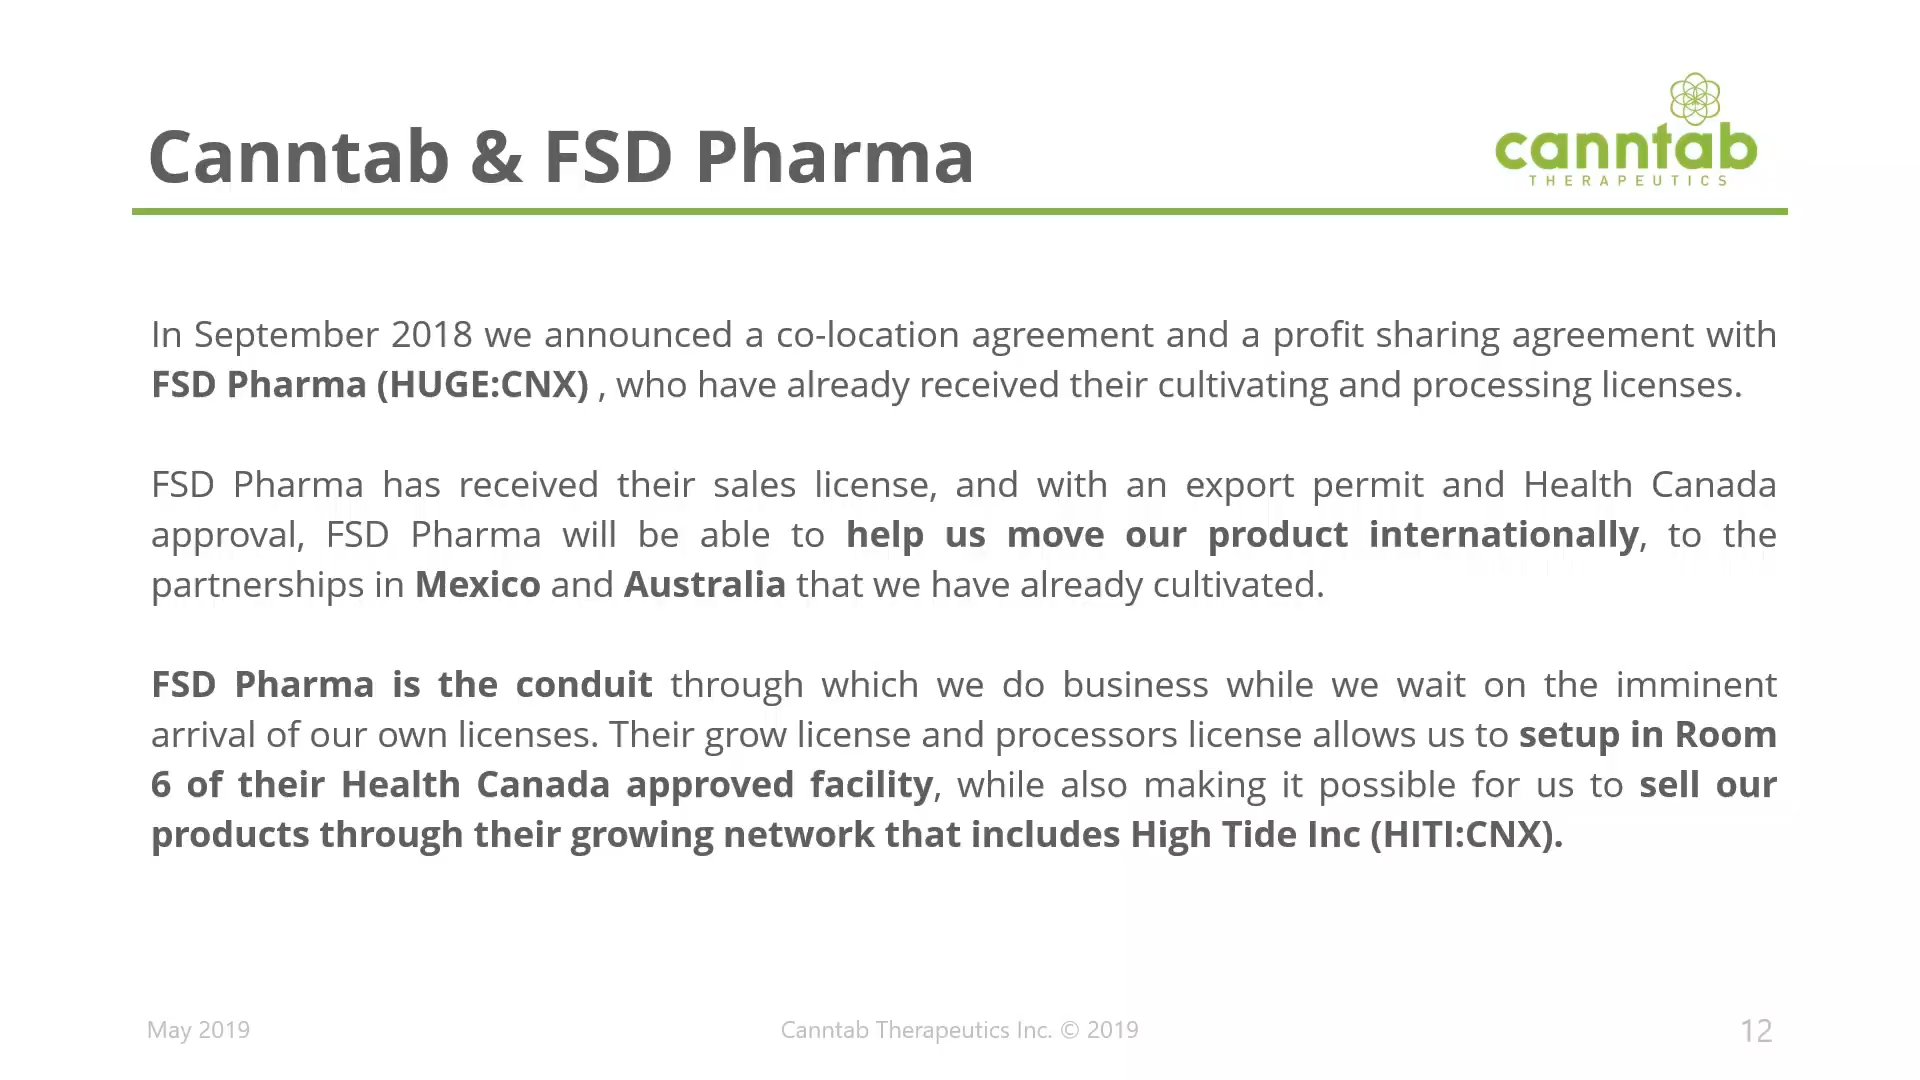 Canntab & FSD Pharma
canntab
THERAPEUTICS
In September 2018 we announced a co-location agreement and a profit sharing agreement with
FSD Pharma (HUGE:CNX) , who have already received their cultivating and processing licenses.
FSD Pharma has received their sales license, and with an export permit and Health Canada
approval, FSD Pharma will be able to help us move our product internationally, to the
partnerships in Mexico and Australia that we have already cultivated.
FSD Pharma is the conduit through which we do business while we wait on the imminent
arrival of our own licenses. Their grow license and processors license allows us to setup in Room
6 of their Health Canada approved facility, while also making it possible for us to sell our
products through their growing network that includes High Tide Inc (HITI:CNX).
May 2019
Canntab Therapeutics Inc. © 2019
12